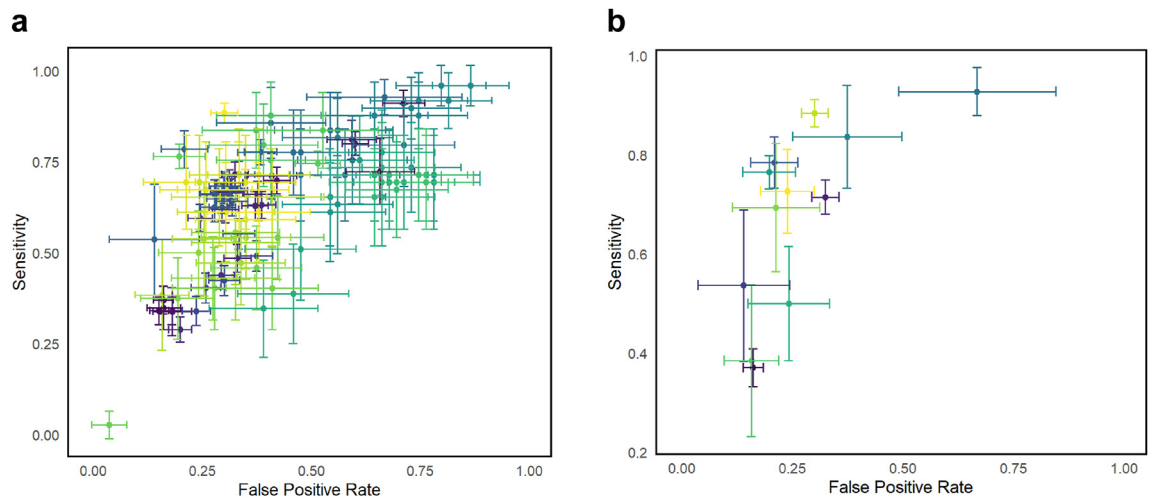 a
b
1.00
0.75
0.50
0.25
0.00
Sensitivity
0.00 0.25 0.50 0.75 1.00
False Positive Rate
1.0
0.8
0.6
0.4
0.2
Sensitivity
0.00 0.25 0.50 0.75 1.00
False Positive Rate